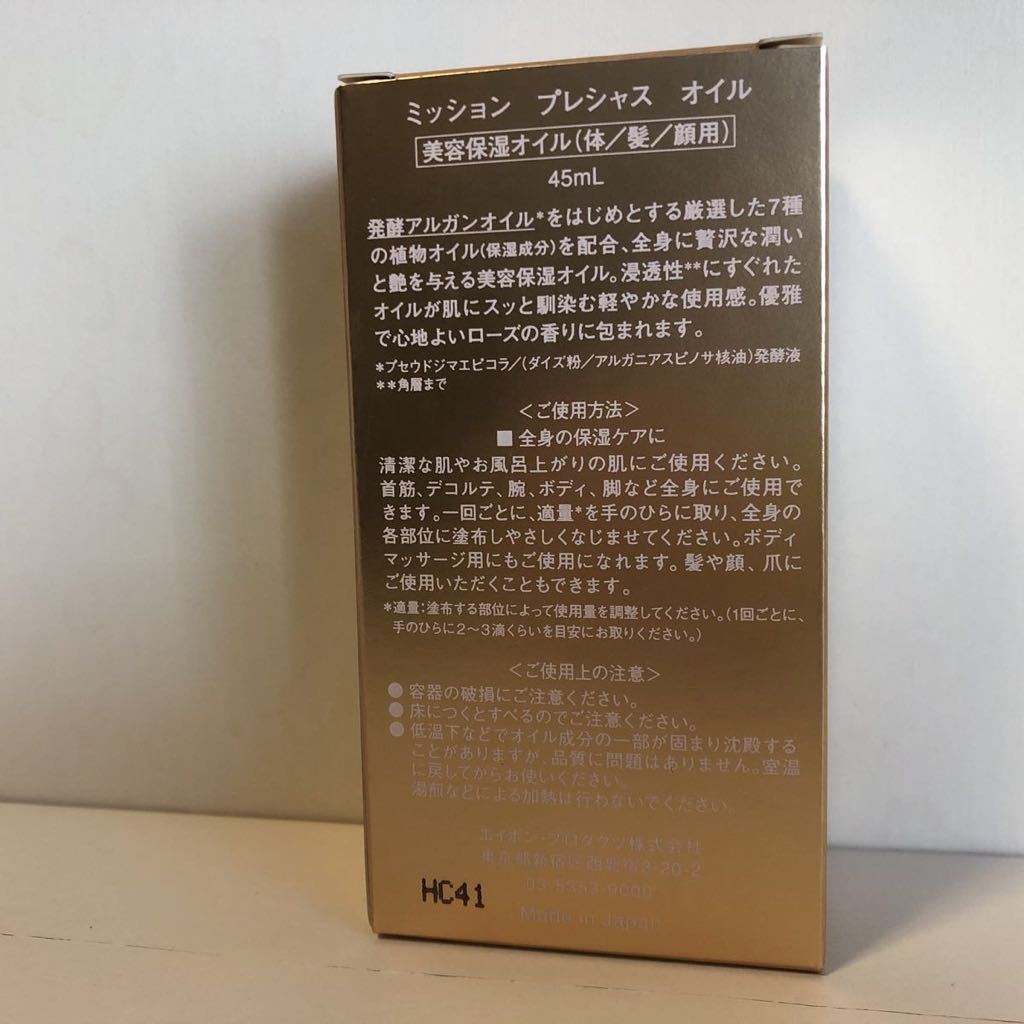 ミッション プレシャス オイル
美容保湿オイル(体/髪/顔用)
45mL
発酵アルガンオイル*をはじめとする厳選した7種
の植物オイル(保湿成分)を配合、全身に贅沢な潤い
と艶を与える美容保湿オイル。浸透性**にすぐれた
オイルが肌にスッと馴染む軽やかな使用感。優雅
で心地よいローズの香りに包まれます。
*プセウドジマエピコラ/(ダイズ粉/アルガニアスピノサ核油)発酵液
**角層まで
<ご使用方法>
■ 全身の保湿ケアに
清潔な肌やお風呂上がりの肌にご使用ください。
首筋、デコルテ、腕、ボディ、脚など全身にご使用で
きます。一回ごとに、適量*を手のひらに取り、全身の
各部位に塗布しやさしくなじませてください。ボディ
マッサージ用にもご使用になれます。髪や顔、爪に
ご使用いただくこともできます。
*適量:塗布する部位によって使用量を調整してください。(1回ごとに、
手のひらに2〜3滴くらいを目安にお取りください。)
<ご使用上の注意>
● 容器の破損にご注意ください。
● 床につくとすべるのでご注意ください。
● 低温下などでオイル成分の一部が固まり沈殿する
ことがありますが、品質に問題はありません。室温
に戻してからお使いください。
湯煎などによる加熱は行わないでください。
エイボン・プロダクツ株式会社
東京都新宿区西新宿3-20-2
03-5353-9000
HC41
Made in Japan